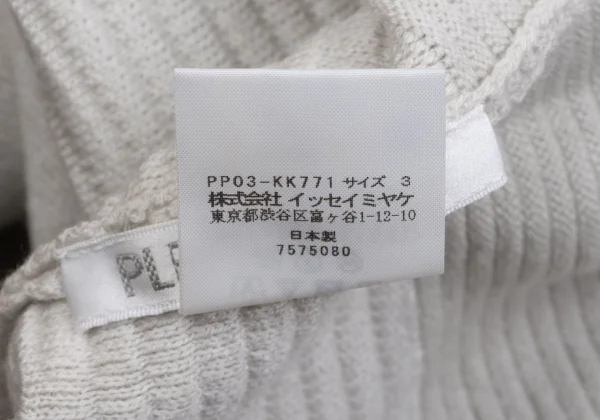 PP03-KK771 サイズ 3
株式会社 イッセイミヤケ
東京都渋谷区富ヶ谷1-12-10
日本製
7575080
PLE